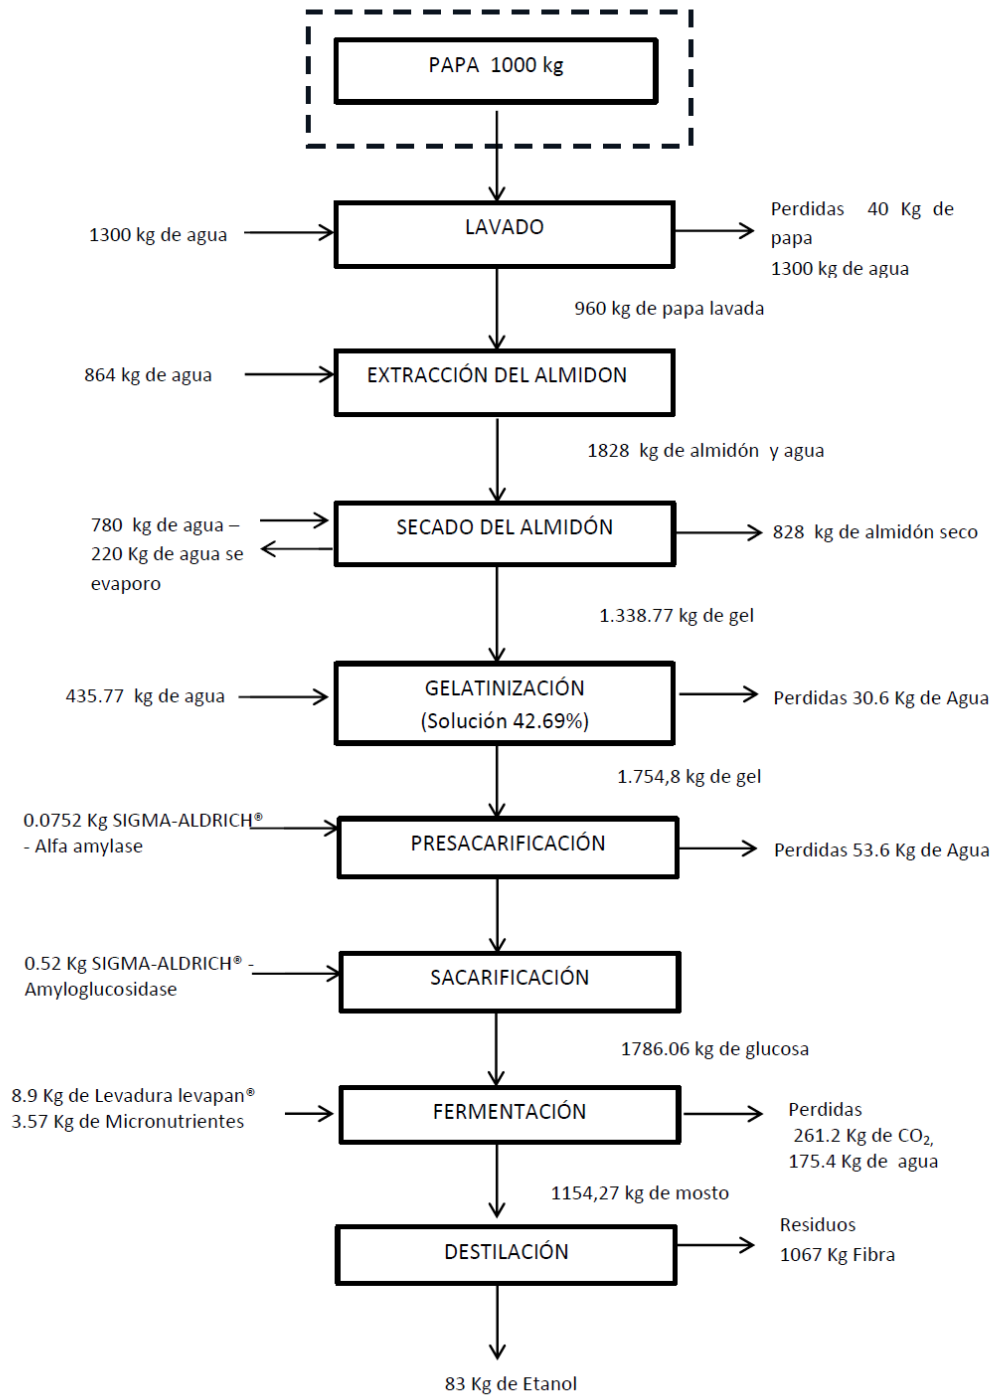 PAPA 1000 kg
LAVADO
1300 kg de agua
Perdidas 40 Kg de
papa
1300 kg de agua
960 kg de papa lavada
864 kg de agua
EXTRACCIÓN DEL ALMIDON
1828 kg de almidón y agua
780 kg de agua –
220 Kg de agua se
evaporo
SECADO DEL ALMIDÓN
828 kg de almidón seco
1.338.77 kg de gel
435.77 kg de agua
GELATINIZACIÓN
(Solución 42.69%)
Perdidas 30.6 Kg de Agua
1.754,8 kg de gel
0.0752 Kg SIGMA-ALDRICH®
- Alfa amylase
PRESACARIFICACIÓN
Perdidas 53.6 Kg de Agua
0.52 Kg SIGMA-ALDRICH® -
Amyloglucosidase
SACARIFICACIÓN
1786.06 kg de glucosa
8.9 Kg de Levadura levapan®
3.57 Kg de Micronutrientes
FERMENTACIÓN
Perdidas
261.2 Kg de CO₂,
175.4 Kg de agua
1154,27 kg de mosto
DESTILACIÓN
Residuos
1067 Kg Fibra
83 Kg de Etanol